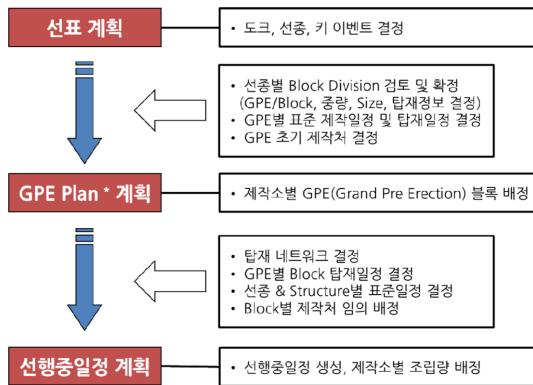 선표 계획
• 도크, 선종, 키 이벤트 결정
• 선종별 Block Division 검토 및 확정
(GPE/Block, 중량, Size, 탑재정보 결정)
• GPE별 표준 제작일정 및 탑재일정 결정
• GPE 초기 제작처 결정
GPE Plan * 계획
• 제작소별 GPE(Grand Pre Erection) 블록 배정
• 탑재 네트워크 결정
• GPE별 Block 탑재일정 결정
• 선종 & Structure별 표준일정 결정
• Block별 제작처 임의 배정
선행중일정 계획
• 선행중일정 생성, 제작소별 조립량 배정